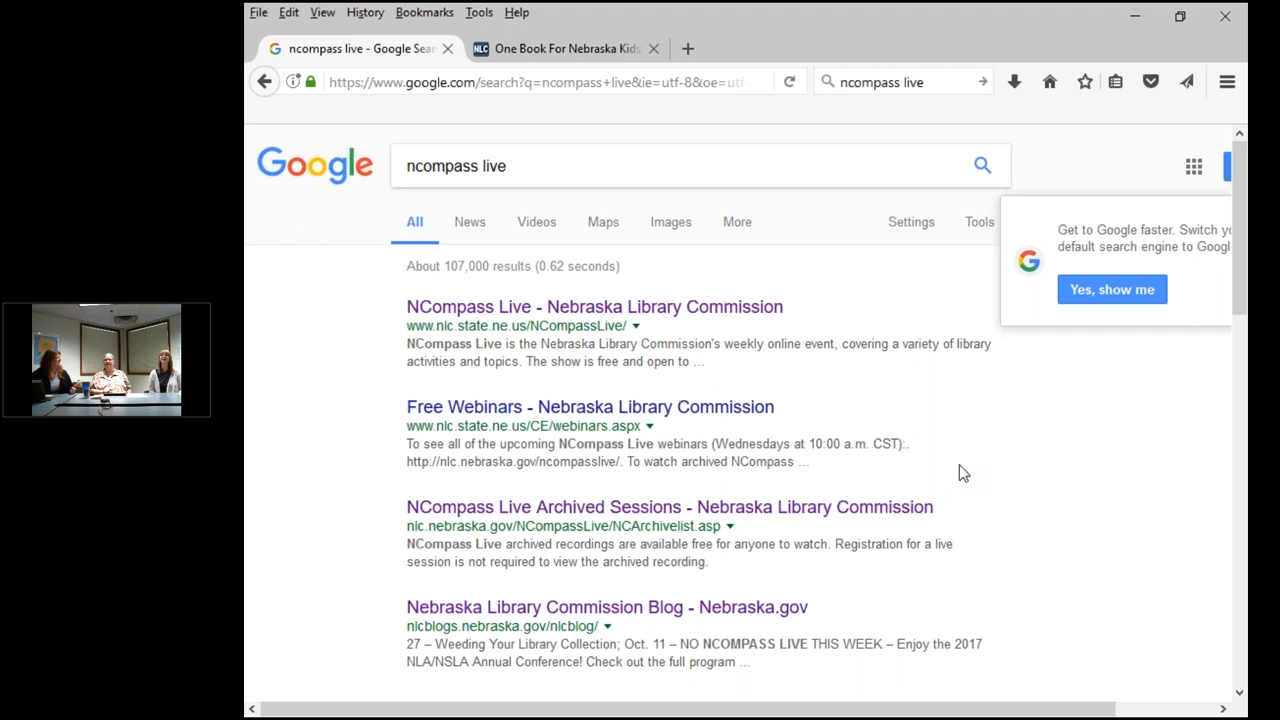 File Edit View History Bookmarks Tools Help
ncompass live - Google Sear
NLC One Book For Nebraska Kids
https://www.google.com/search?q=ncompass+live&ie=utf-8&oe=utf-
ncompass live
Google
ncompass live
All News Videos Maps Images More Settings Tools
Get to Google faster. Switch yo
default search engine to Googl
Yes, show me
About 107,000 results (0.62 seconds)
NCompass Live - Nebraska Library Commission
www.nlc.state.ne.us/NCompassLive/
NCompass Live is the Nebraska Library Commission's weekly online event, covering a variety of library
activities and topics. The show is free and open to ...
Free Webinars - Nebraska Library Commission
www.nlc.state.ne.us/CE/webinars.aspx
To see all of the upcoming NCompass Live webinars (Wednesdays at 10:00 a.m. CST):.
http://nlc.nebraska.gov/ncompasslive/. To watch archived NCompass ...
NCompass Live Archived Sessions - Nebraska Library Commission
nlc.nebraska.gov/NCompassLive/NCArchivelist.asp
NCompass Live archived recordings are available free for anyone to watch. Registration for a live
session is not required to view the archived recording.
Nebraska Library Commission Blog - Nebraska.gov
nlcblogs.nebraska.gov/nlcblog/
27 – Weeding Your Library Collection; Oct. 11 – NO NCOMPASS LIVE THIS WEEK – Enjoy the 2017
NLA/NSLA Annual Conference! Check out the full program ...